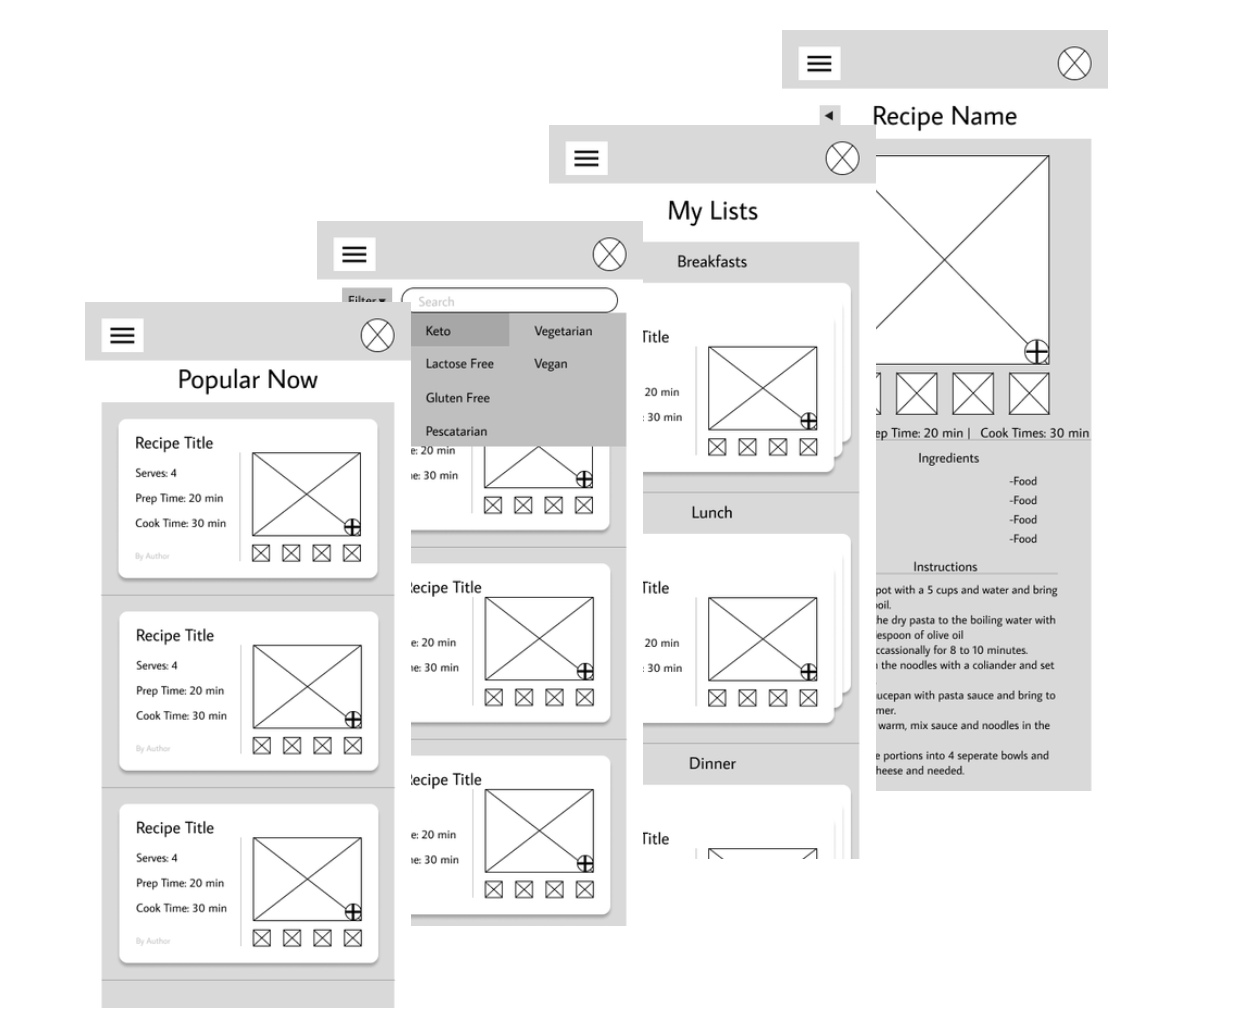 Popular Now
Recipe Title
Serves: 4
Prep Time: 20 min
Cook Time: 30 min
By Author
Recipe Title
Serves: 4
Prep Time: 20 min
Cook Time: 30 min
By Author
Recipe Title
Serves: 4
Prep Time: 20 min
Cook Time: 30 min
By Author
Filter
Search
Keto Vegetarian
Lactose Free Vegan
Gluten Free
Pescatarian
e: 20 min
e: 30 min
ecipe Title
e: 20 min
e: 30 min
ecipe Title
e: 20 min
e: 30 min
My Lists
Breakfasts
Title
20 min
: 30 min
Lunch
Title
20 min
: 30 min
Dinner
Title
Recipe Name
ep Time: 20 min | Cook Times: 30 min
Ingredients
-Food
-Food
-Food
-Food
Instructions
pot with a 5 cups and water and bring
oil.
he dry pasta to the boiling water with
espoon of olive oil
ccassionally for 8 to 10 minutes.
the noodles with a coliander and set
ucepan with pasta sauce and bring to
mer.
warm, mix sauce and noodles in the
e portions into 4 seperate bowls and
heese and needed.